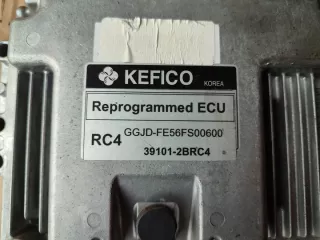 KEFICO KOREA
Reprogrammed ECU
RC4 GGJD-FE56FS00600
39101-2BRC4